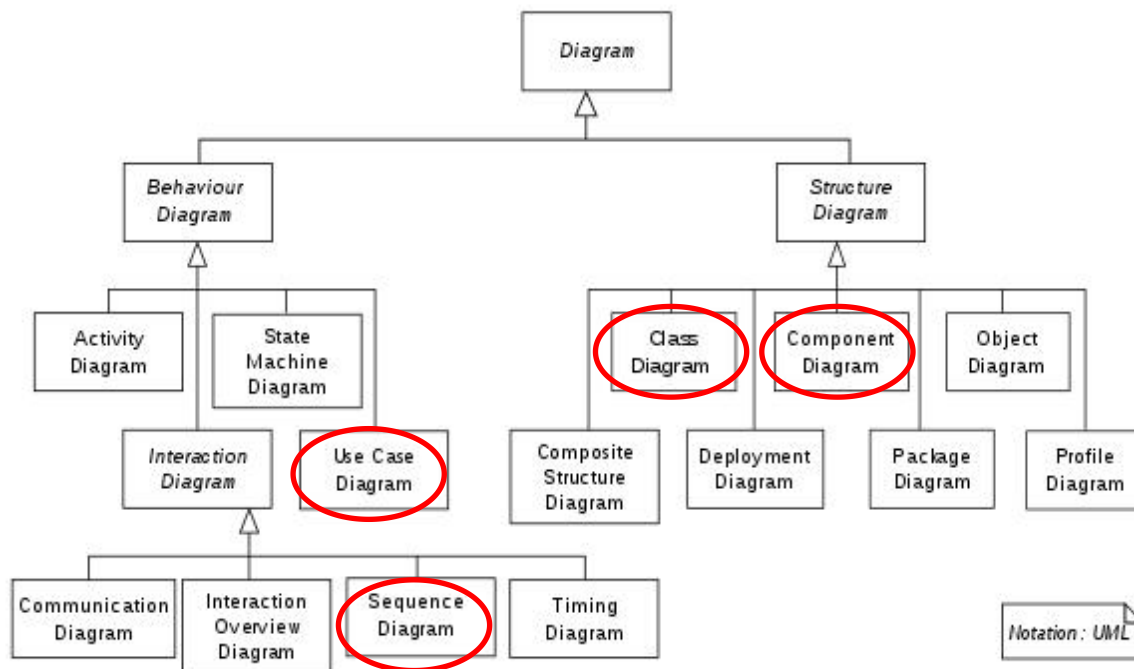 Diagram
Behaviour
Diagram
Structure
Diagram
Activity
Diagram
State
Machine
Diagram
Class
Diagram
Component
Diagram
Object
Diagram
Interaction
Diagram
Use Case
Diagram
Composite
Structure
Diagram
Deployment
Diagram
Package
Diagram
Profile
Diagram
Communication
Diagram
Interaction
Overview
Diagram
Sequence
Diagram
Timing
Diagram
Notation: UML